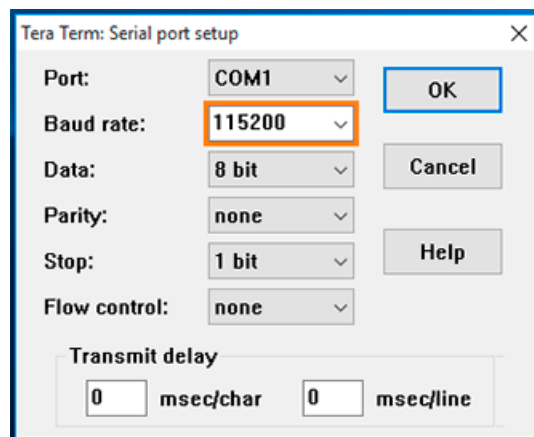 Tera Term: Serial port setup
Port: COM1 OK
Baud rate: 115200
Data: 8 bit Cancel
Parity: none
Stop: 1 bit Help
Flow control: none
Transmit delay
0 msec/char 0 msec/line